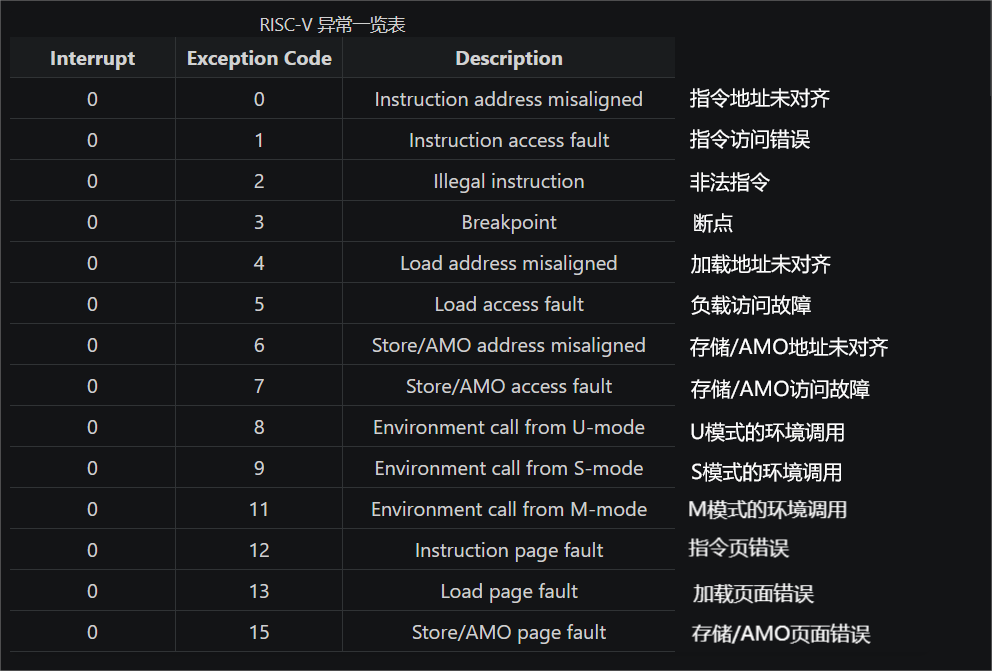 RISC-V 异常一览表
Interrupt Exception Code Description
0 0 Instruction address misaligned 指令地址未对齐
0 1 Instruction access fault 指令访问错误
0 2 Illegal instruction 非法指令
0 3 Breakpoint 断点
0 4 Load address misaligned 加载地址未对齐
0 5 Load access fault 负载访问故障
0 6 Store/AMO address misaligned 存储/AMO地址未对齐
0 7 Store/AMO access fault 存储/AMO访问故障
0 8 Environment call from U-mode U模式的环境调用
0 9 Environment call from S-mode S模式的环境调用
0 11 Environment call from M-mode M模式的环境调用
0 12 Instruction page fault 指令页错误
0 13 Load page fault 加载页面错误
0 15 Store/AMO page fault 存储/AMO页面错误